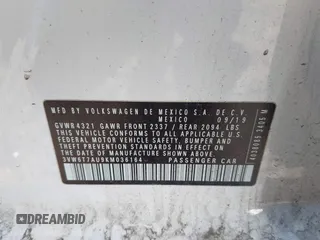 MFD. BY VOLKSWAGEN DE MEXICO S.A. DE C.V.
MEXICO 09/19
GVWR 4321 GAWR FRONT 2337 / REAR 2094 LBS
THIS VEHICLE CONFORMS TO ALL APPLICABLE
FEDERAL MOTOR VEHICLE SAFETY, BUMPER, AND
THEFT PREVENTION STANDARDS IN EFFECT ON THE
DATE OF MANUFACTURE SHOWN ABOVE.
3VW6T7AU9KM036164 PASSENGER CAR
DREAMBID